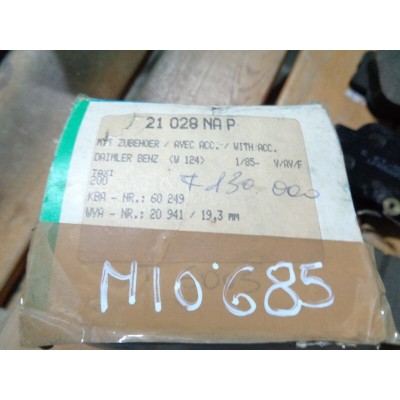 21 028 NA P
MIT ZUBEHOER / AVEC ACC. / WITH ACC.
DAIMLER BENZ (W 124) 1/85- V/AV/F
TAXI
200
130 000
KBA - NR.: 60 249
WVA - NR.: 20 941 / 19,3 MM
M10685